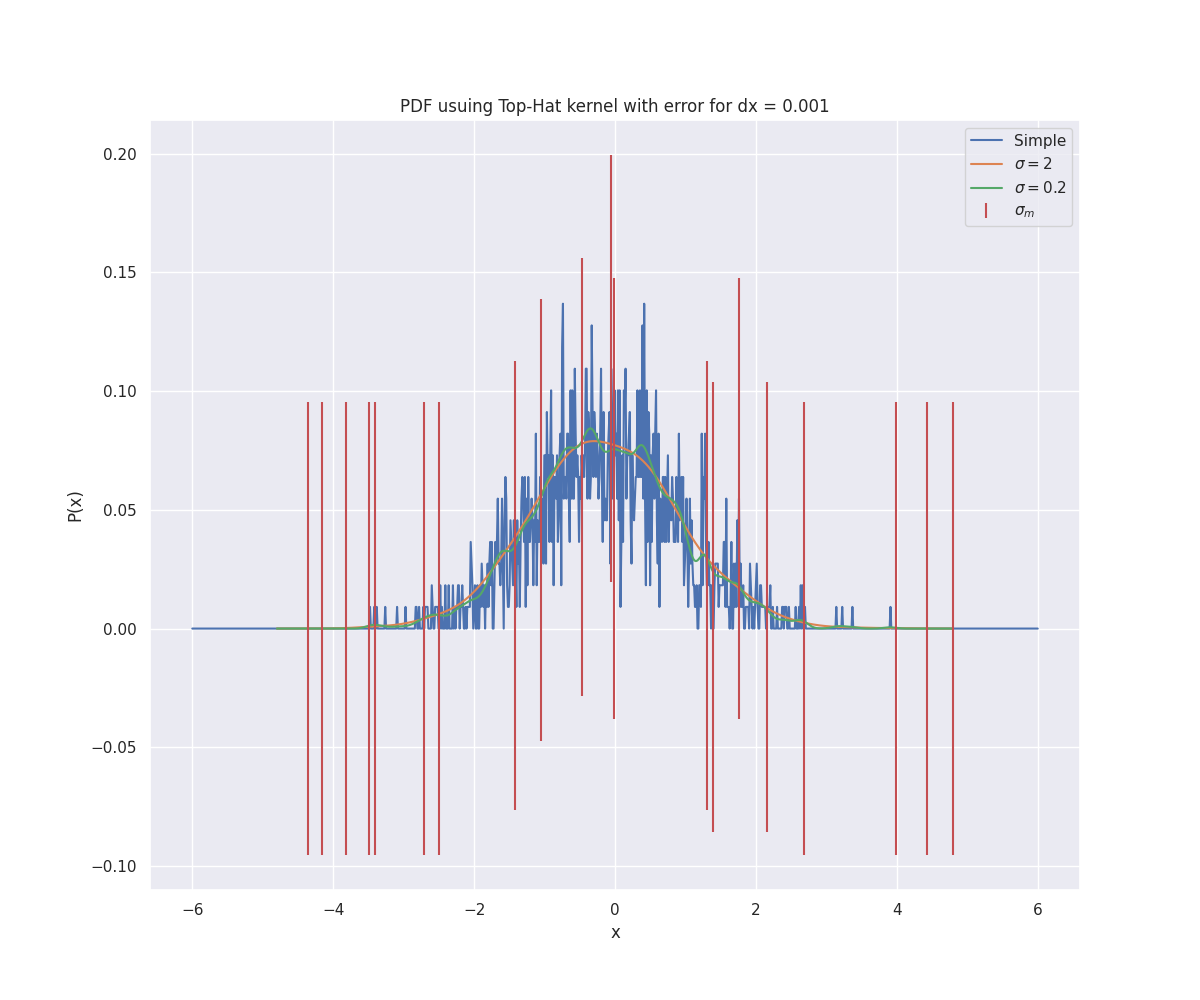 PDF usuing Top-Hat kernel with error for dx = 0.001
Simple
σ = 2
σ = 0.2
σm
P(x)
0.20
0.15
0.10
0.05
0.00
−0.05
−0.10
−6 −4 −2 0 2 4 6
x